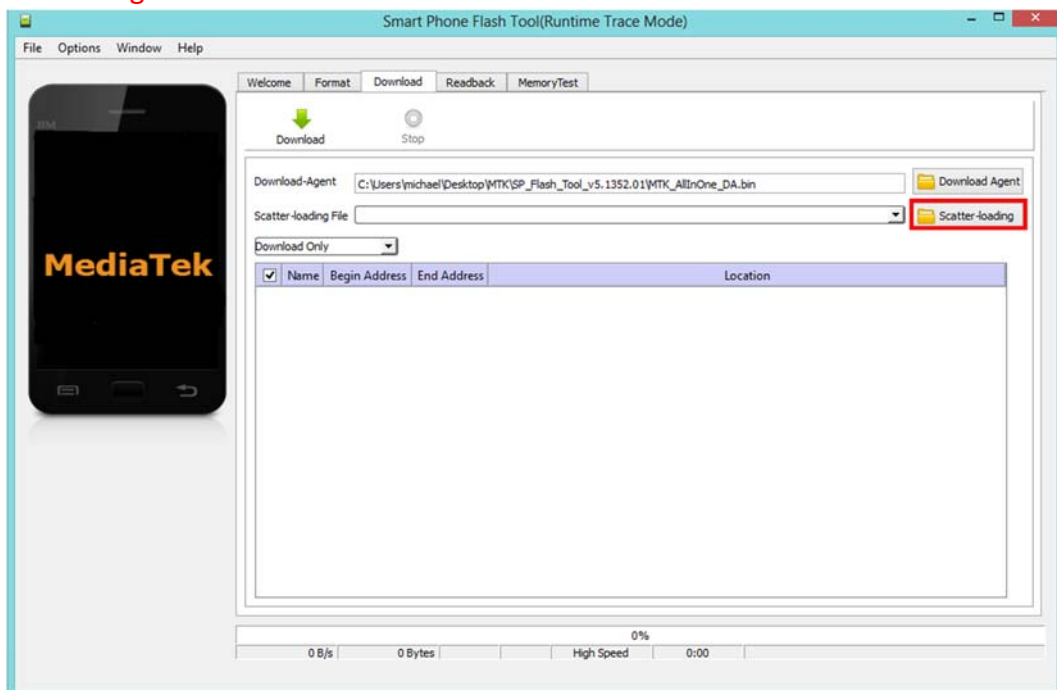 Smart Phone Flash Tool(Runtime Trace Mode)
File Options Window Help
Welcome Format Download Readback MemoryTest
Download Stop
Download-Agent C:\Users\michael\Desktop\MTK\SP_Flash_Tool_v5.1352.01\MTK_AllInOne_DA.bin Download Agent
Scatter-loading File Scatter-loading
Download Only
Name Begin Address End Address Location
MediaTek
0%
0 B/s 0 Bytes High Speed 0:00